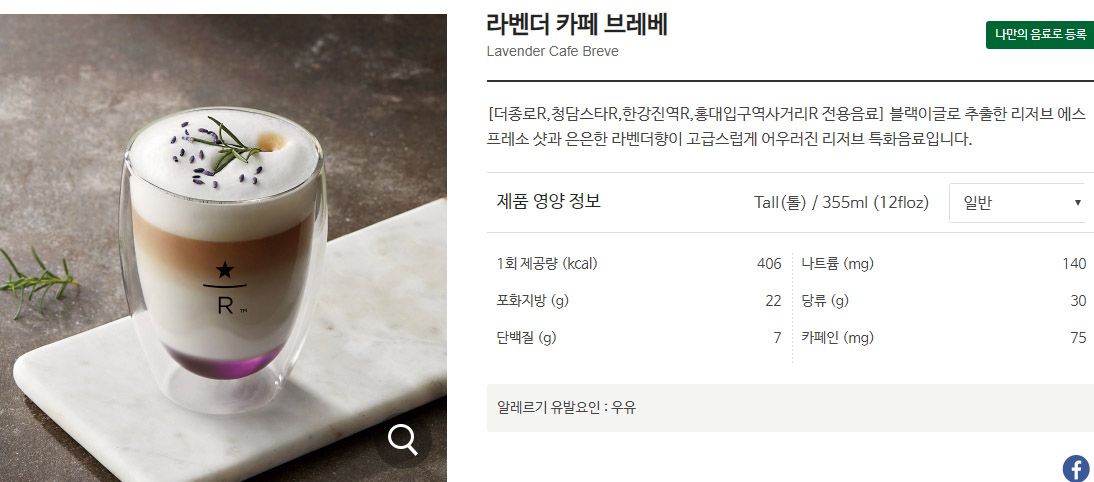 라벤더 카페 브레베
Lavender Cafe Breve
나만의 음료로 등록
[더종로R,청담스타R,한강진역R,홍대입구역사거리R 전용음료] 블랙이글로 추출한 리저브 에스
프레소 샷과 은은한 라벤더향이 고급스럽게 어우러진 리저브 특화음료입니다.
제품 영양 정보
Tall(톨) / 355ml (12floz)
일반
1회 제공량 (kcal) 406
나트륨 (mg) 140
포화지방 (g) 22
당류 (g) 30
단백질 (g) 7
카페인 (mg) 75
알레르기 유발요인 : 우유
R ™
f